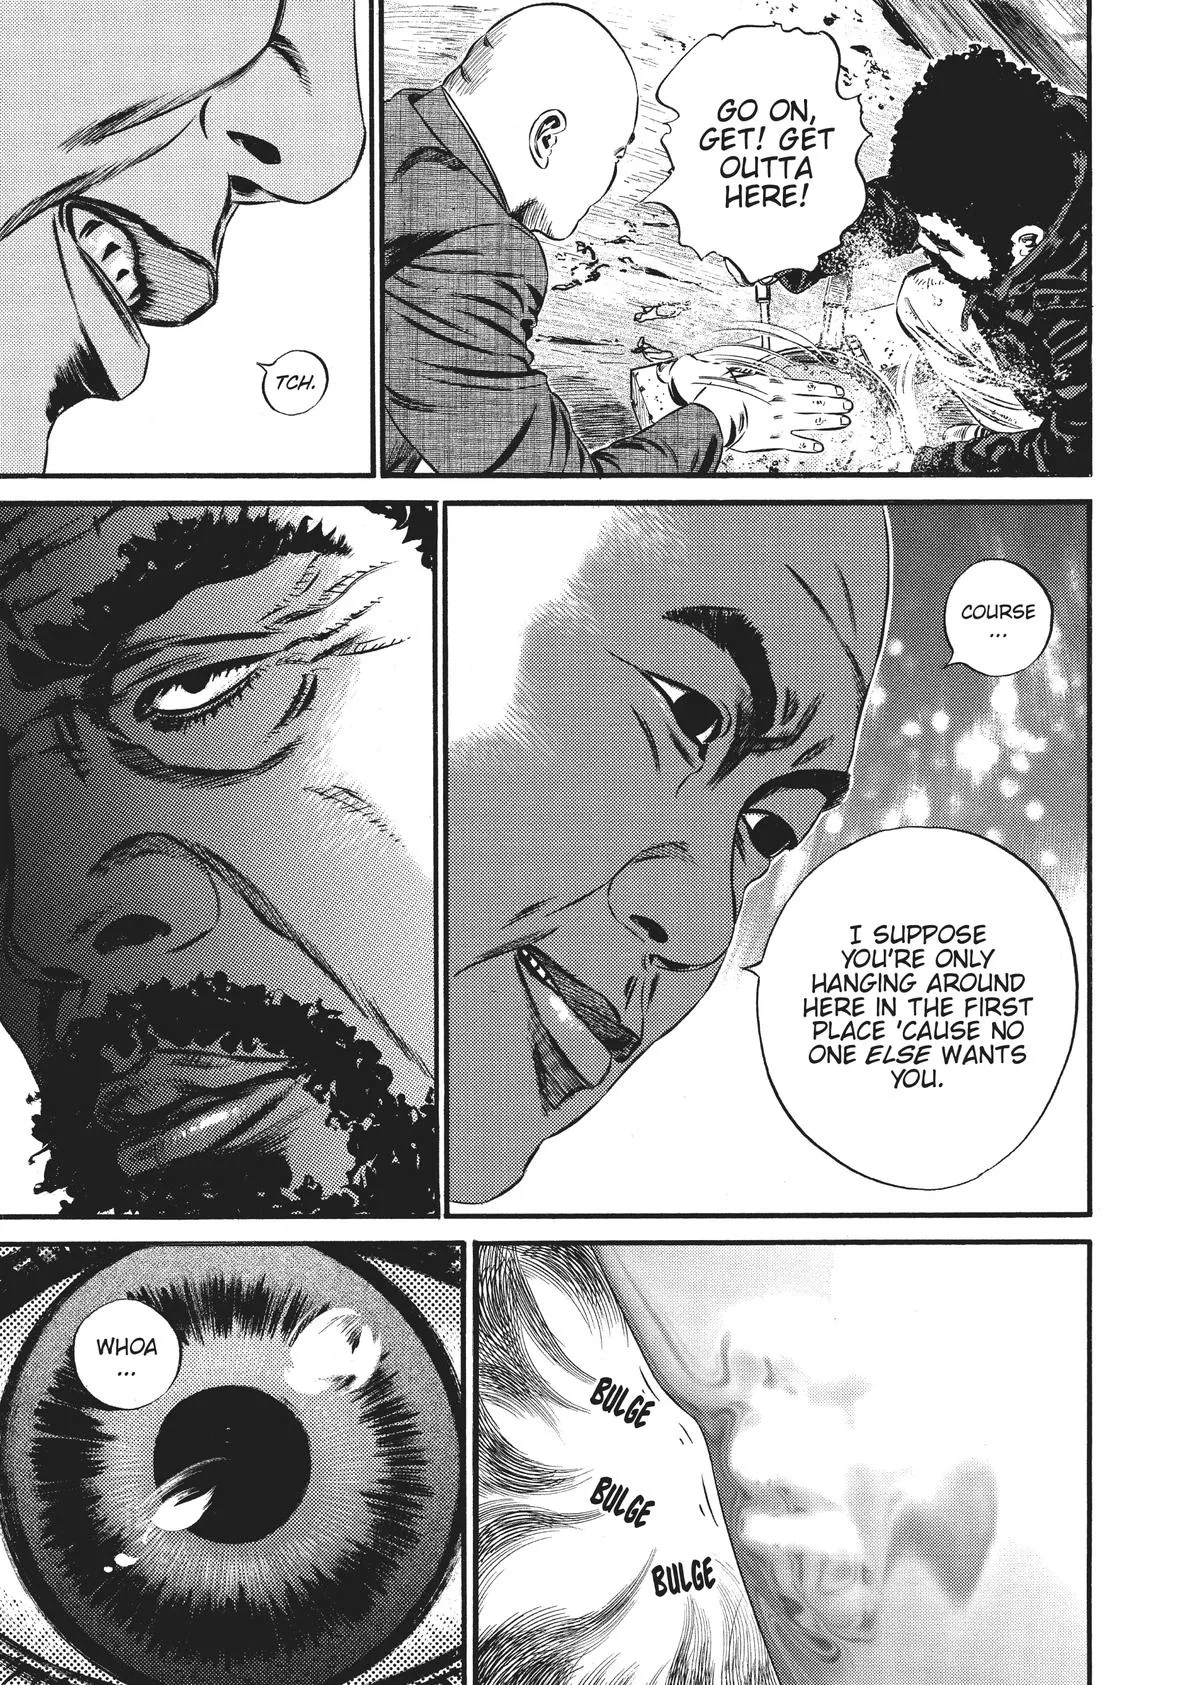 GO ON,
GET! GET
OUTTA
HERE!
TCH.
COURSE
...
I SUPPOSE
YOU'RE ONLY
HANGING AROUND
HERE IN THE FIRST
PLACE 'CAUSE NO
ONE ELSE WANTS
YOU.
BULGE
BULGE
BULGE
WHOA
...